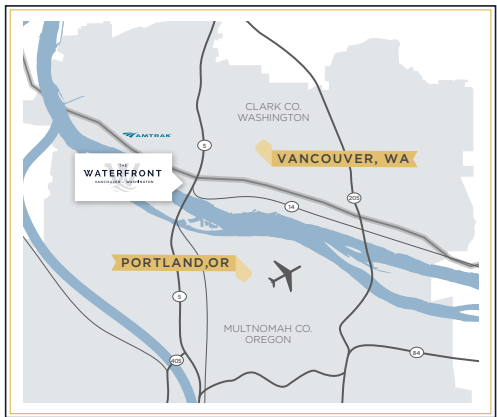 CLARK CO.
WASHINGTON
AMTRAK
5
VANCOUVER, WA
THE
WATERFRONT
VANCOUVER - WASHINGTON
205
14
PORTLAND,OR
5
MULTNOMAH CO.
OREGON
84
405